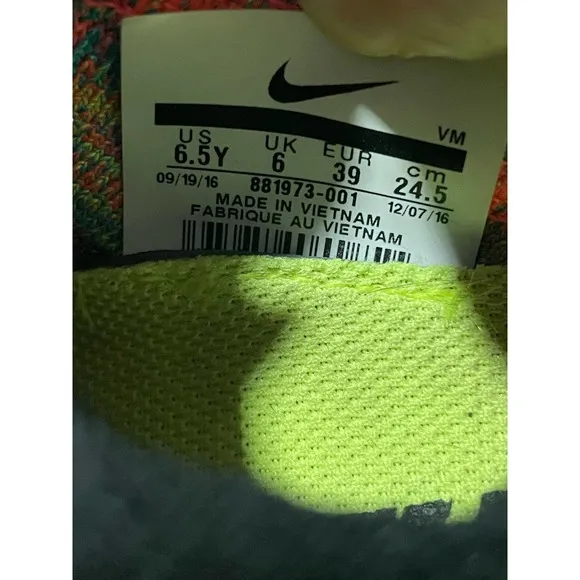 VM
US UK EUR cm
6.5Y 6 39 24.5
09/19/16 881973-001 12/07/16
MADE IN VIETNAM
FABRIQUE AU VIETNAM